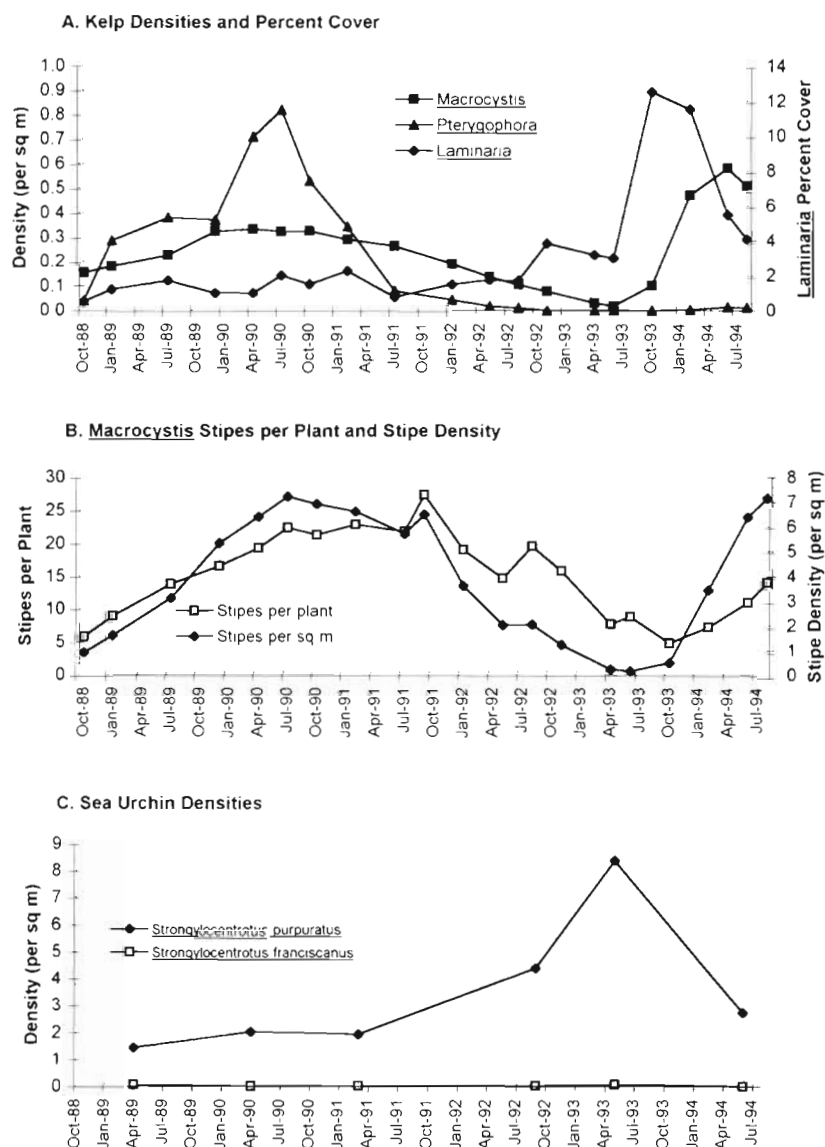 A. Kelp Densities and Percent Cover
1.0
0.9
0.8
0.7
0.6
0.5
0.4
0.3
0.2
0.1
0.0
Density (per sq m)
Macrocystis
Pterygophora
Laminaria
14
12
10
8
6
4
2
0
Laminaria Percent Cover
Oct-88
Jan-89
Apr-89
Jul-89
Oct-89
Jan-90
Apr-90
Jul-90
Oct-90
Jan-91
Apr-91
Jul-91
Oct-91
Jan-92
Apr-92
Jul-92
Oct-92
Jan-93
Apr-93
Jul-93
Oct-93
Jan-94
Apr-94
Jul-94
B. Macrocystis Stipes per Plant and Stipe Density
30
25
20
15
10
5
0
Stipes per Plant
Stipes per plant
Stipes per sq m
8
7
6
5
4
3
2
1
0
Stipe Density (per sq m)
Oct-88
Jan-89
Apr-89
Jul-89
Oct-89
Jan-90
Apr-90
Jul-90
Oct-90
Jan-91
Apr-91
Jul-91
Oct-91
Jan-92
Apr-92
Jul-92
Oct-92
Jan-93
Apr-93
Jul-93
Oct-93
Jan-94
Apr-94
Jul-94
C. Sea Urchin Densities
9
8
7
6
5
4
3
2
1
0
Density (per sq m)
Strongylocentrotus purpuratus
Strongylocentrotus franciscanus
Oct-88
Jan-89
Apr-89
Jul-89
Oct-89
Jan-90
Apr-90
Jul-90
Oct-90
Jan-91
Apr-91
Jul-91
Oct-91
Jan-92
Apr-92
Jul-92
Oct-92
Jan-93
Apr-93
Jul-93
Oct-93
Jan-94
Apr-94
Jul-94